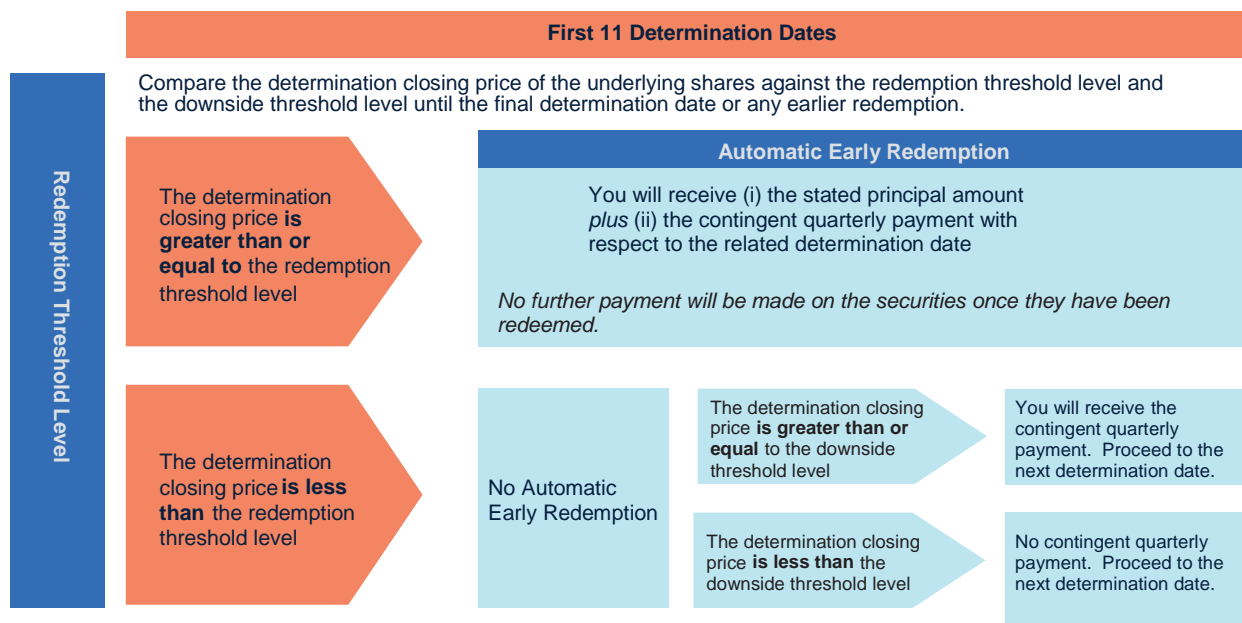 First 11 Determination Dates
Compare the determination closing price of the underlying shares against the redemption threshold level and
the downside threshold level until the final determination date or any earlier redemption.
Redemption Threshold Level
The determination
closing price is
greater than or
equal to the redemption
threshold level
Automatic Early Redemption
You will receive (i) the stated principal amount
plus (ii) the contingent quarterly payment with
respect to the related determination date
No further payment will be made on the securities once they have been
redeemed.
The determination
closing price is less
than the redemption
threshold level
No Automatic
Early Redemption
The determination closing
price is greater than or
equal to the downside
threshold level
You will receive the
contingent quarterly
payment. Proceed to the
next determination date.
The determination closing
price is less than the
downside threshold level
No contingent quarterly
payment. Proceed to the
next determination date.